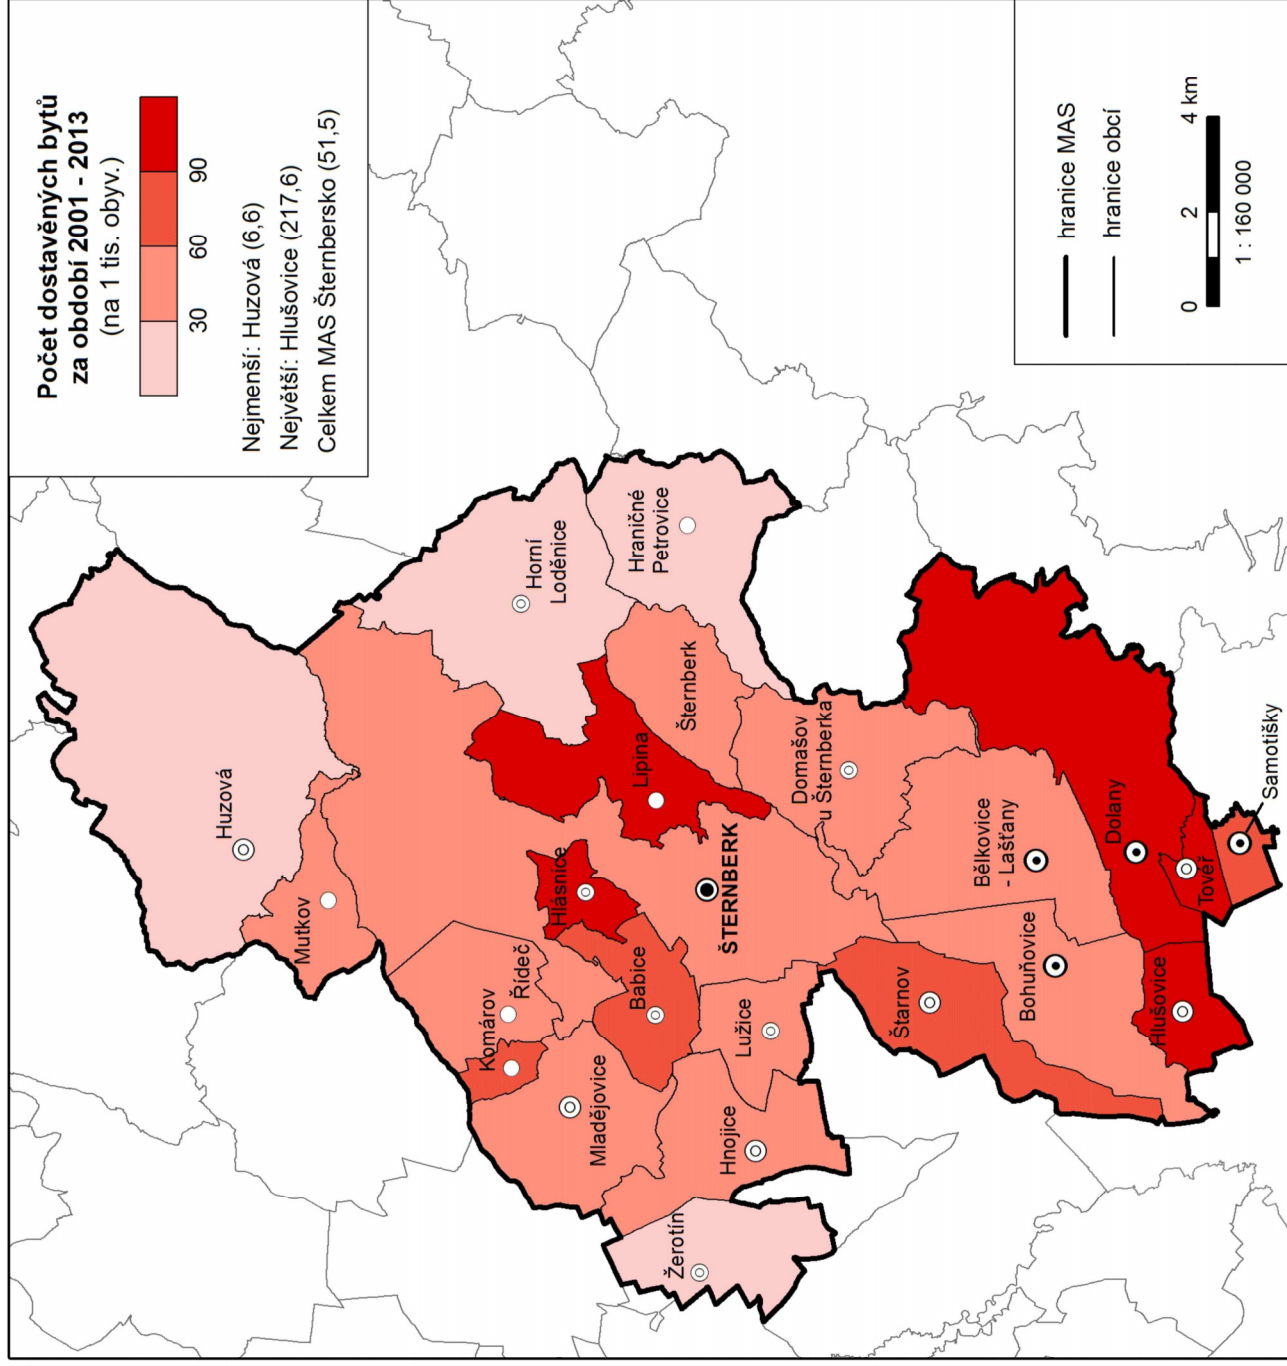 Počet dostavěných bytů
za období 2001 - 2013
(na 1 tis. obyv.)
30
60
90
Nejmenší: Huzová (6,6)
Největší: Hlušovice (217,6)
Celkem MAS Šternbersko (51,5)
Huzová
Mutkov
Horní
Loděnice
Hraničné
Petrovice
Šternberk
Lipina
Hlásnice
Řídeč
Komárov
Babice
Mladějovice
ŠTERNBERK
Domašov
u Šternberka
Lužice
Hnojice
Žerotín
Štarnov
Bělkovice
- Lašťany
Bohuňovice
Dolany
Hlušovice
Tověř
Samotišky
hranice MAS
hranice obcí
0
2
4 km
1 : 160 000